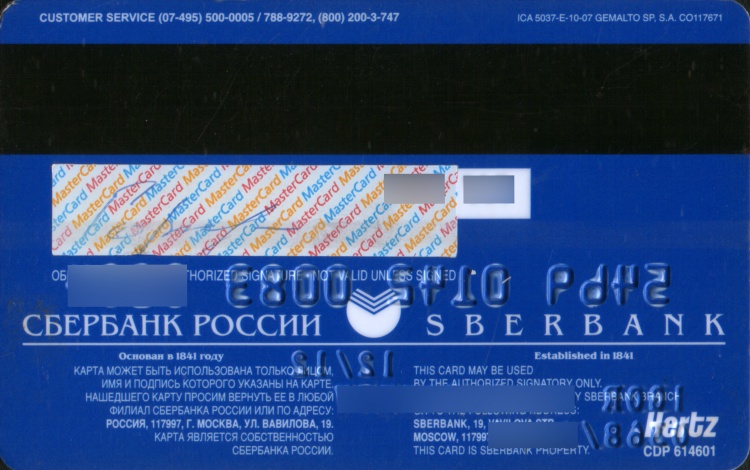 CUSTOMER SERVICE (07-495) 500-0005 / 788-9272, (800) 200-3-747
ICA 5037-E-10-07 GEMALTO SP, S.A. CO117671
MasterCard MasterCard MasterCard MasterCard
SIGNATURE NOT VALID UNLESS SIGNED
СБЕРБАНК РОССИИ SBERBANK
Основан в 1841 году
Established in 1841
КАРТА МОЖЕТ БЫТЬ ИСПОЛЬЗОВАНА ТОЛЬКО ЛИЦОМ,
ИМЯ И ПОДПИСЬ КОТОРОГО УКАЗАНЫ НА КАРТЕ.
НАШЕДШЕГО КАРТУ ПРОСИМ ВЕРНУТЬ ЕЕ В ЛЮБОЙ
ФИЛИАЛ СБЕРБАНКА РОССИИ ИЛИ ПО АДРЕСУ:
РОССИЯ, 117997, Г. МОСКВА, УЛ. ВАВИЛОВА, 19.
КАРТА ЯВЛЯЕТСЯ СОБСТВЕННОСТЬЮ
СБЕРБАНКА РОССИИ.
THIS CARD MAY BE USED
BY THE AUTHORIZED SIGNATORY ONLY.
SBERBANK BRANCH
SBERBANK, 19,
MOSCOW, 117997
THIS CARD IS SBERBANK PROPERTY.
Hertz
CDP 614601